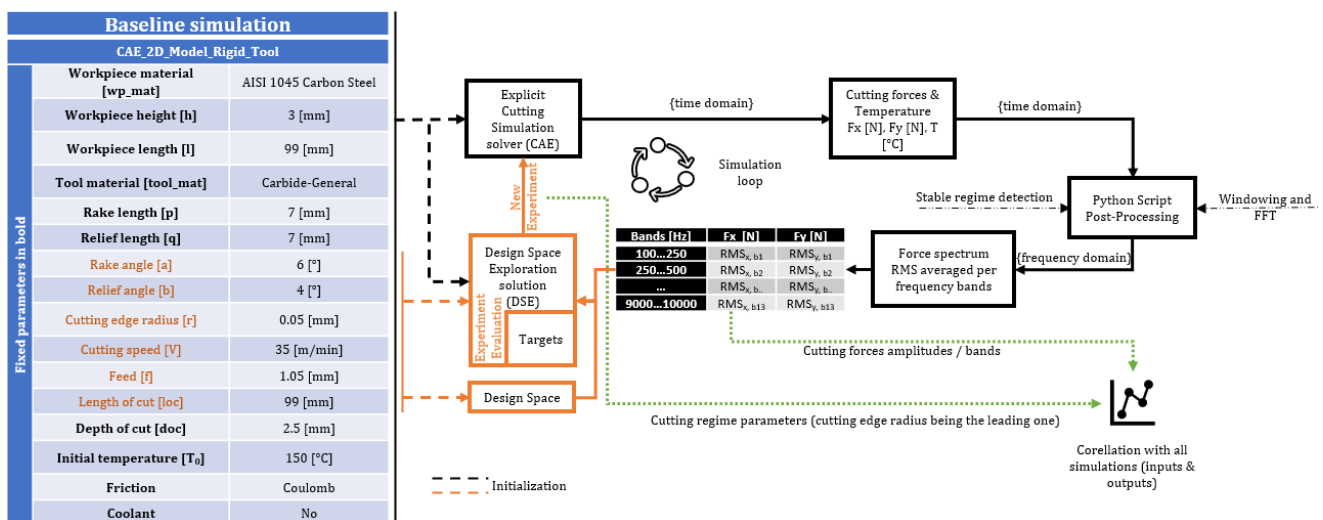 Baseline simulation
CAE_2D_Model_Rigid_Tool
Fixed parameters in bold
Workpiece material
[wp_mat]
AISI 1045 Carbon Steel
Workpiece height [h]
3 [mm]
Workpiece length [l]
99 [mm]
Tool material [tool_mat]
Carbide-General
Rake length [p]
7 [mm]
Relief length [q]
7 [mm]
Rake angle [a]
6 [°]
Relief angle [b]
4 [°]
Cutting edge radius [r]
0.05 [mm]
Cutting speed [V]
35 [m/min]
Feed [f]
1.05 [mm]
Length of cut [loc]
99 [mm]
Depth of cut [doc]
2.5 [mm]
Initial temperature [T₀]
150 [°C]
Friction
Coulomb
Coolant
No
Explicit
Cutting
Simulation
solver (CAE)
{time domain}
Cutting forces &
Temperature
Fx [N], Fy [N], T
[°C]
{time domain}
Simulation
loop
New
Experiment
Stable regime detection
Python Script
Post-Processing
Windowing and
FFT
{frequency domain}
Force spectrum
RMS averaged per
frequency bands
Bands [Hz] Fx [N] Fy [N]
100...250 RMSx, b1 RMSy, b1
250...500 RMSx, b2 RMSy, b2
... RMSx, b.. RMSy, b..
9000...10000 RMSx, b13 RMSy, b13
Design Space
Exploration
solution
(DSE)
Experiment
Evaluation
Targets
Design Space
Cutting forces amplitudes / bands
Cutting regime parameters (cutting edge radius being the leading one)
Corellation with all
simulations (inputs &
outputs)
Initialization